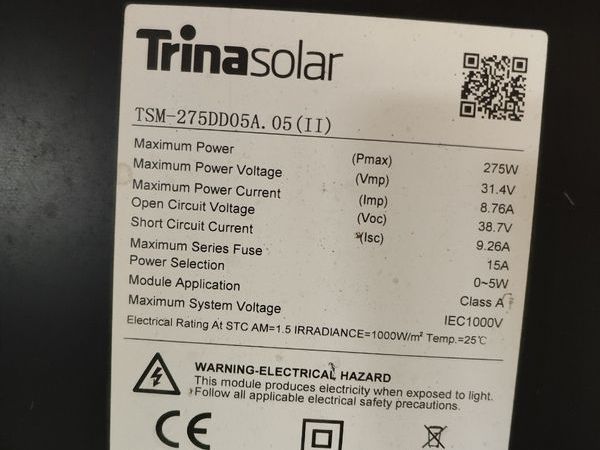 Trinasolar
TSM-275DD05A.05(II)
Maximum Power (Pmax) 275W
Maximum Power Voltage (Vmp) 31.4V
Maximum Power Current (Imp) 8.76A
Open Circuit Voltage (Voc) 38.7V
Short Circuit Current (Isc) 9.26A
Maximum Series Fuse 15A
Power Selection 0~5W
Module Application Class A
Maximum System Voltage IEC1000V
Electrical Rating At STC AM=1.5 IRRADIANCE=1000W/m² Temp.=25℃
WARNING-ELECTRICAL HAZARD
This module produces electricity when exposed to light.
Follow all applicable electrical safety precautions.
CE